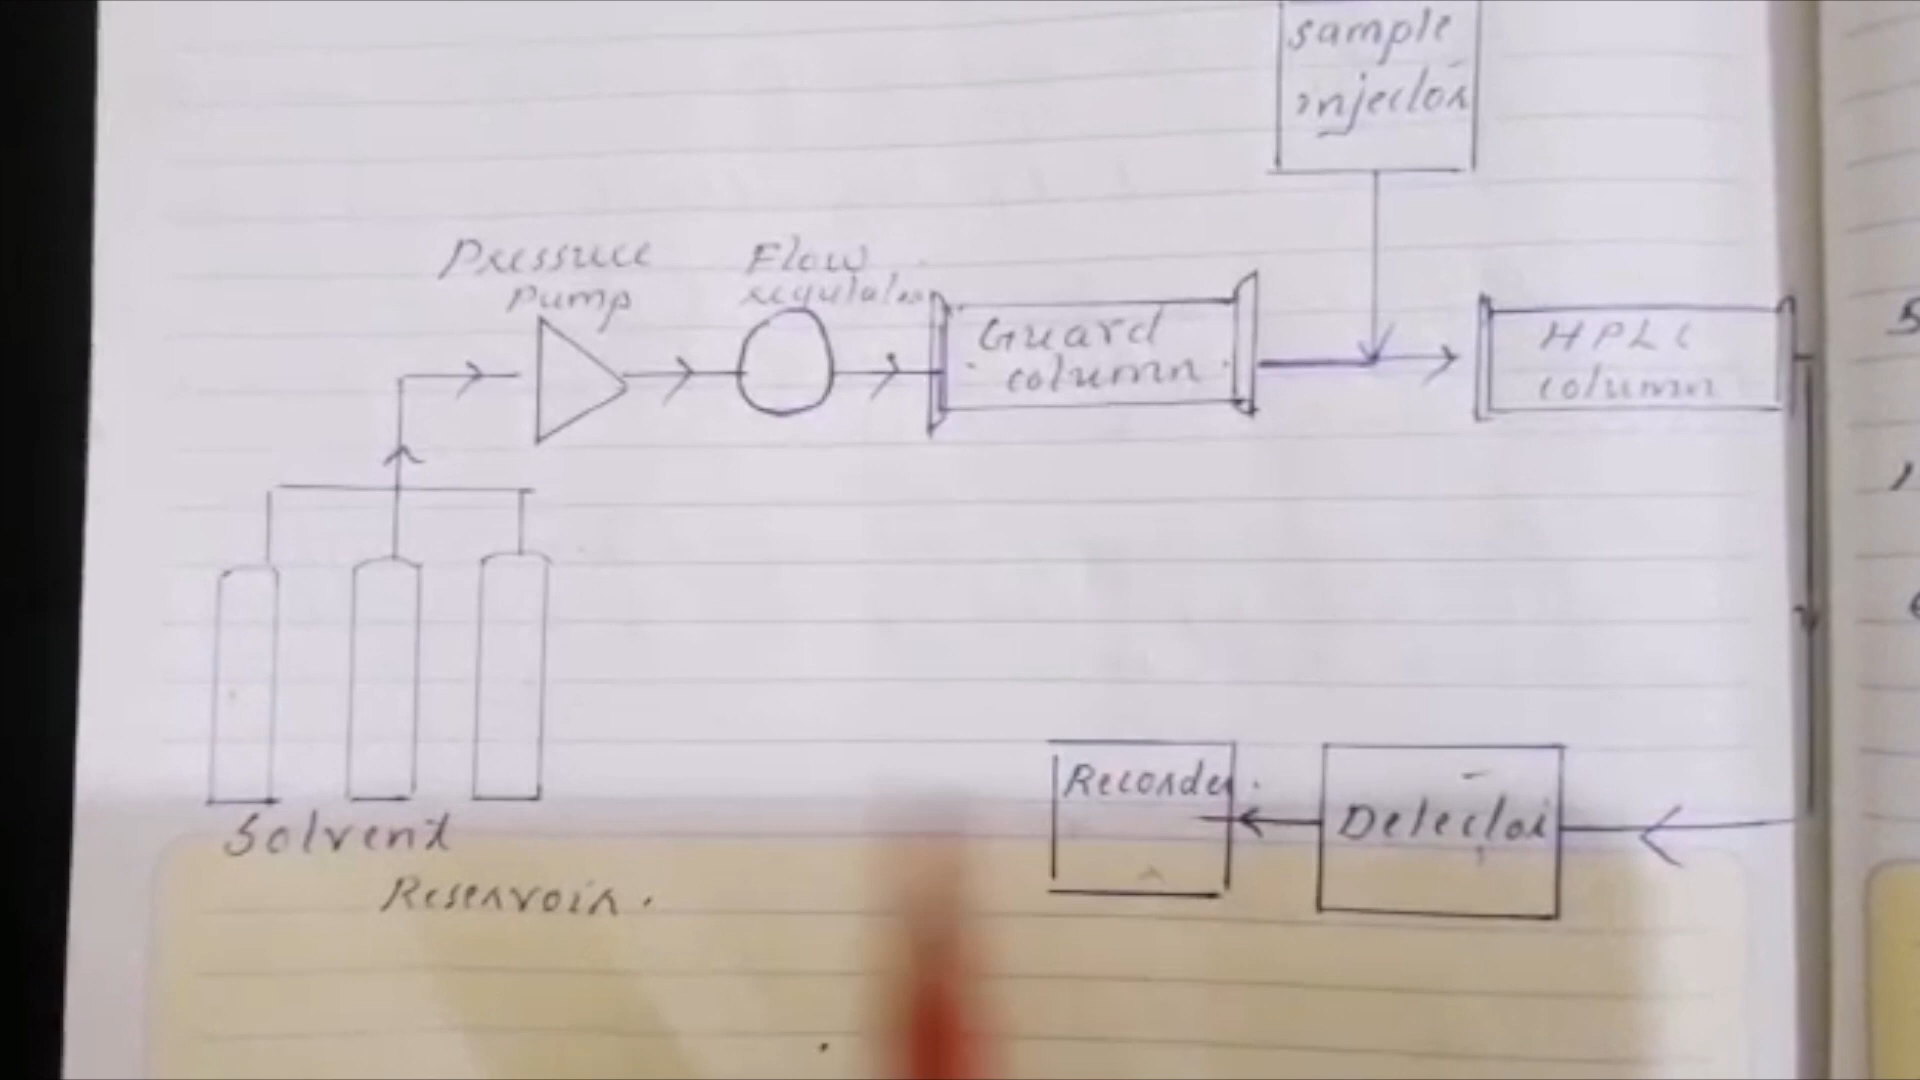 sample
injector
Pressure
Pump
Flow
regulator
Guard
column
HPLC
column
Recorder
Detector
Solvent
Reservoir.